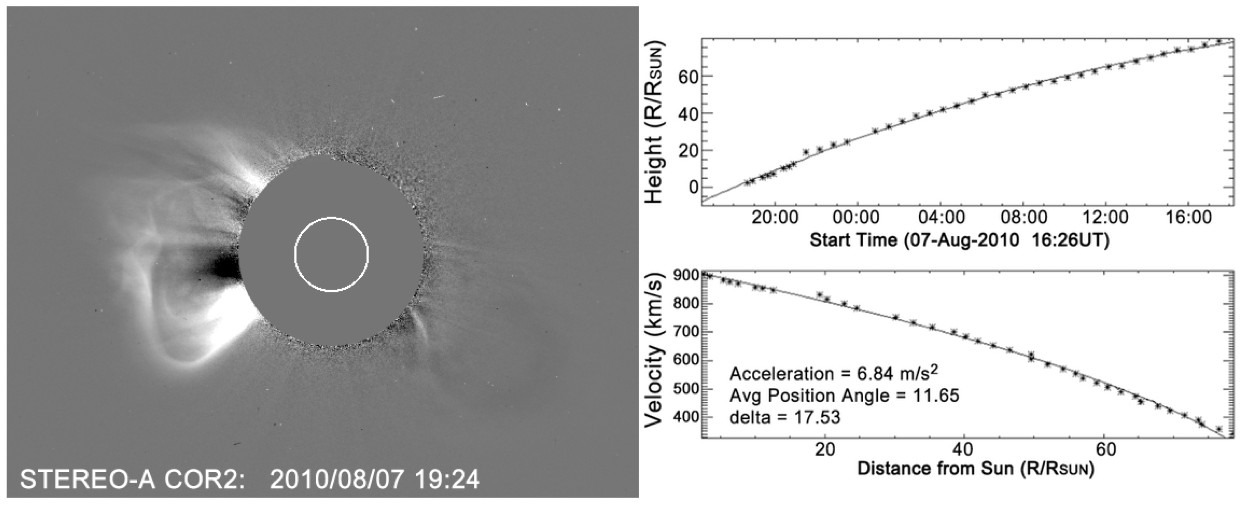 STEREO-A COR2: 2010/08/07 19:24
Height (R/RSUN)
60
40
20
0
20:00 00:00 04:00 08:00 12:00 16:00
Start Time (07-Aug-2010 16:26UT)
Velocity (km/s)
900
800
700
600
500
400
Acceleration = 6.84 m/s2
Avg Position Angle = 11.65
delta = 17.53
20 40 60
Distance from Sun (R/RSUN)